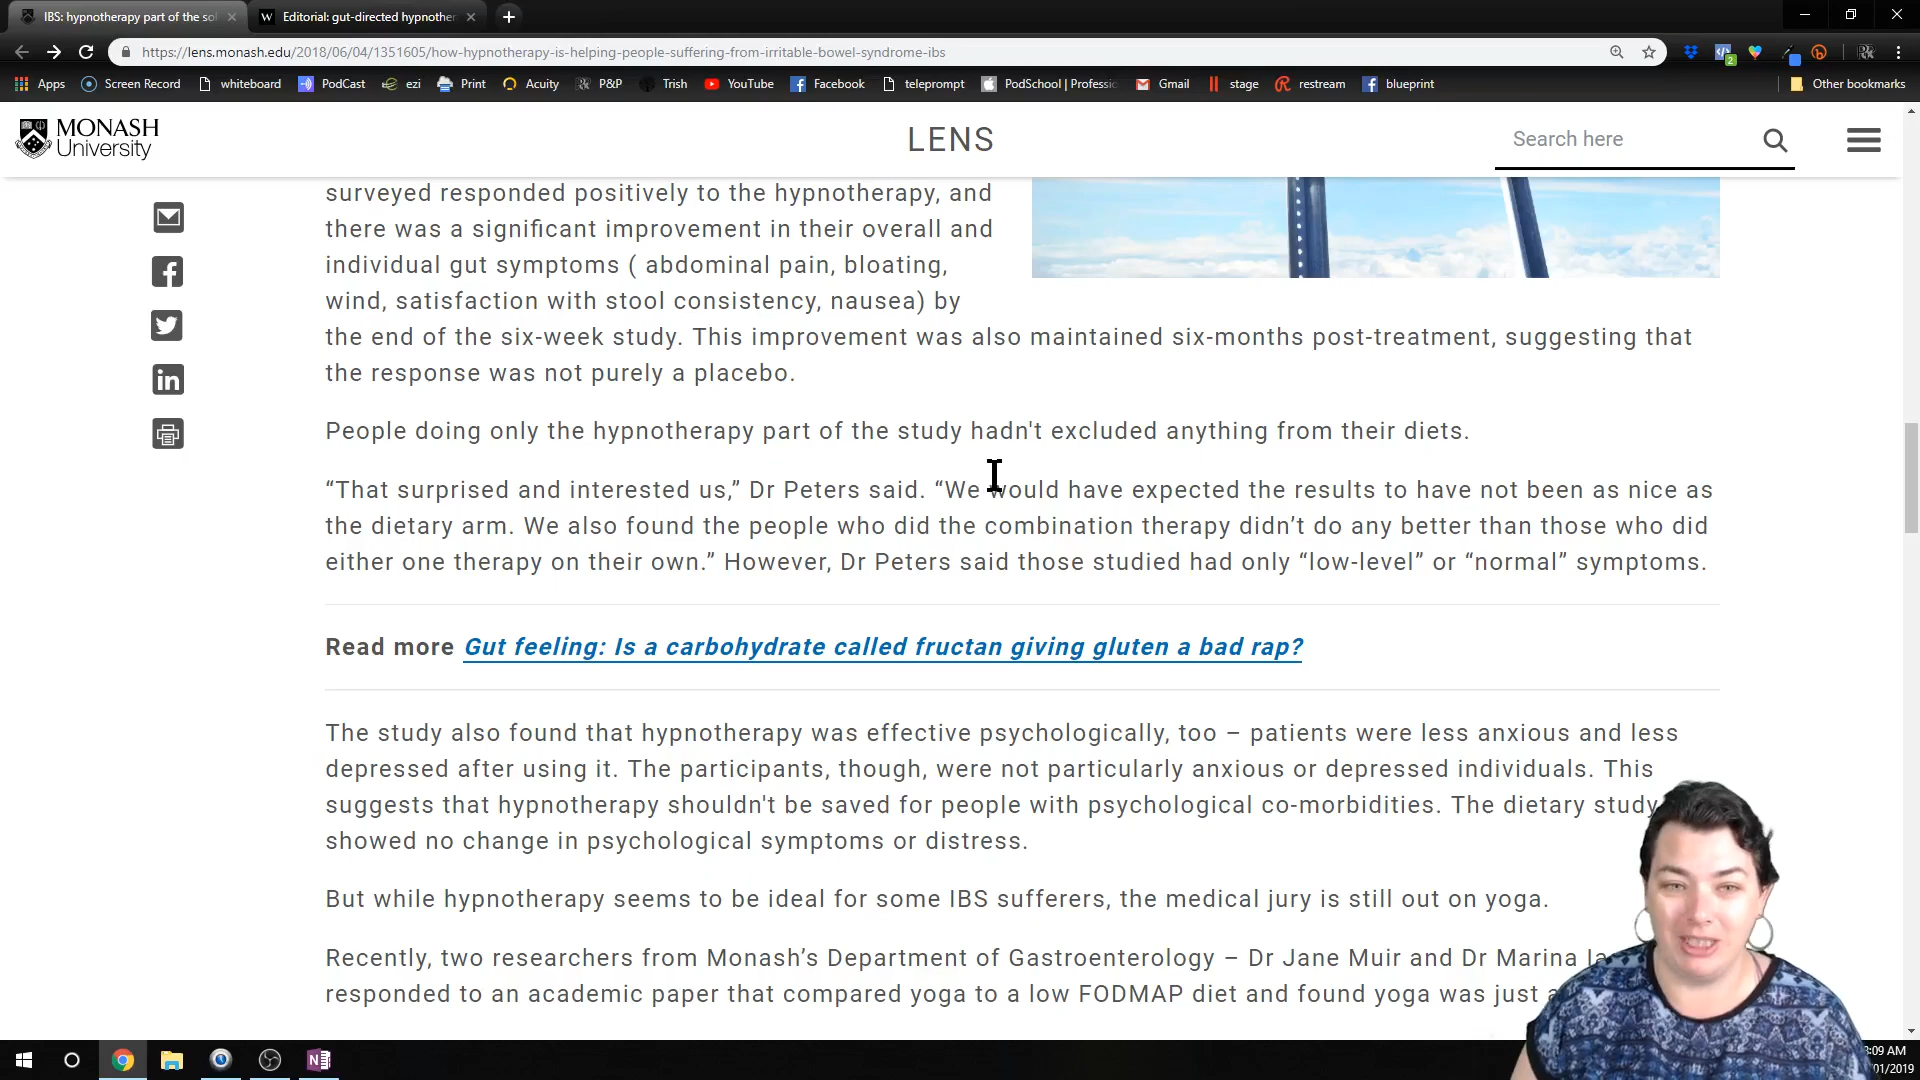 IBS: hypnotherapy part of the sol
Editorial: gut-directed hypnother
https://lens.monash.edu/2018/06/04/1351605/how-hypnotherapy-is-helping-people-suffering-from-irritable-bowel-syndrome-ibs
2
Apps Screen Record whiteboard PodCast ezi Print Acuity P&P Trish YouTube Facebook teleprompt PodSchool | Professic Gmail stage restream blueprint Other bookmarks
MONASH
University
LENS
Search here
surveyed responded positively to the hypnotherapy, and
there was a significant improvement in their overall and
individual gut symptoms ( abdominal pain, bloating,
wind, satisfaction with stool consistency, nausea) by
the end of the six-week study. This improvement was also maintained six-months post-treatment, suggesting that
the response was not purely a placebo.
People doing only the hypnotherapy part of the study hadn't excluded anything from their diets.
“That surprised and interested us,” Dr Peters said. “We would have expected the results to have not been as nice as
the dietary arm. We also found the people who did the combination therapy didn’t do any better than those who did
either one therapy on their own.” However, Dr Peters said those studied had only “low-level” or “normal” symptoms.
Read more Gut feeling: Is a carbohydrate called fructan giving gluten a bad rap?
The study also found that hypnotherapy was effective psychologically, too – patients were less anxious and less
depressed after using it. The participants, though, were not particularly anxious or depressed individuals. This
suggests that hypnotherapy shouldn't be saved for people with psychological co-morbidities. The dietary study
showed no change in psychological symptoms or distress.
But while hypnotherapy seems to be ideal for some IBS sufferers, the medical jury is still out on yoga.
Recently, two researchers from Monash’s Department of Gastroenterology – Dr Jane Muir and Dr Marina
responded to an academic paper that compared yoga to a low FODMAP diet and found yoga was just
:09 AM
01/2019